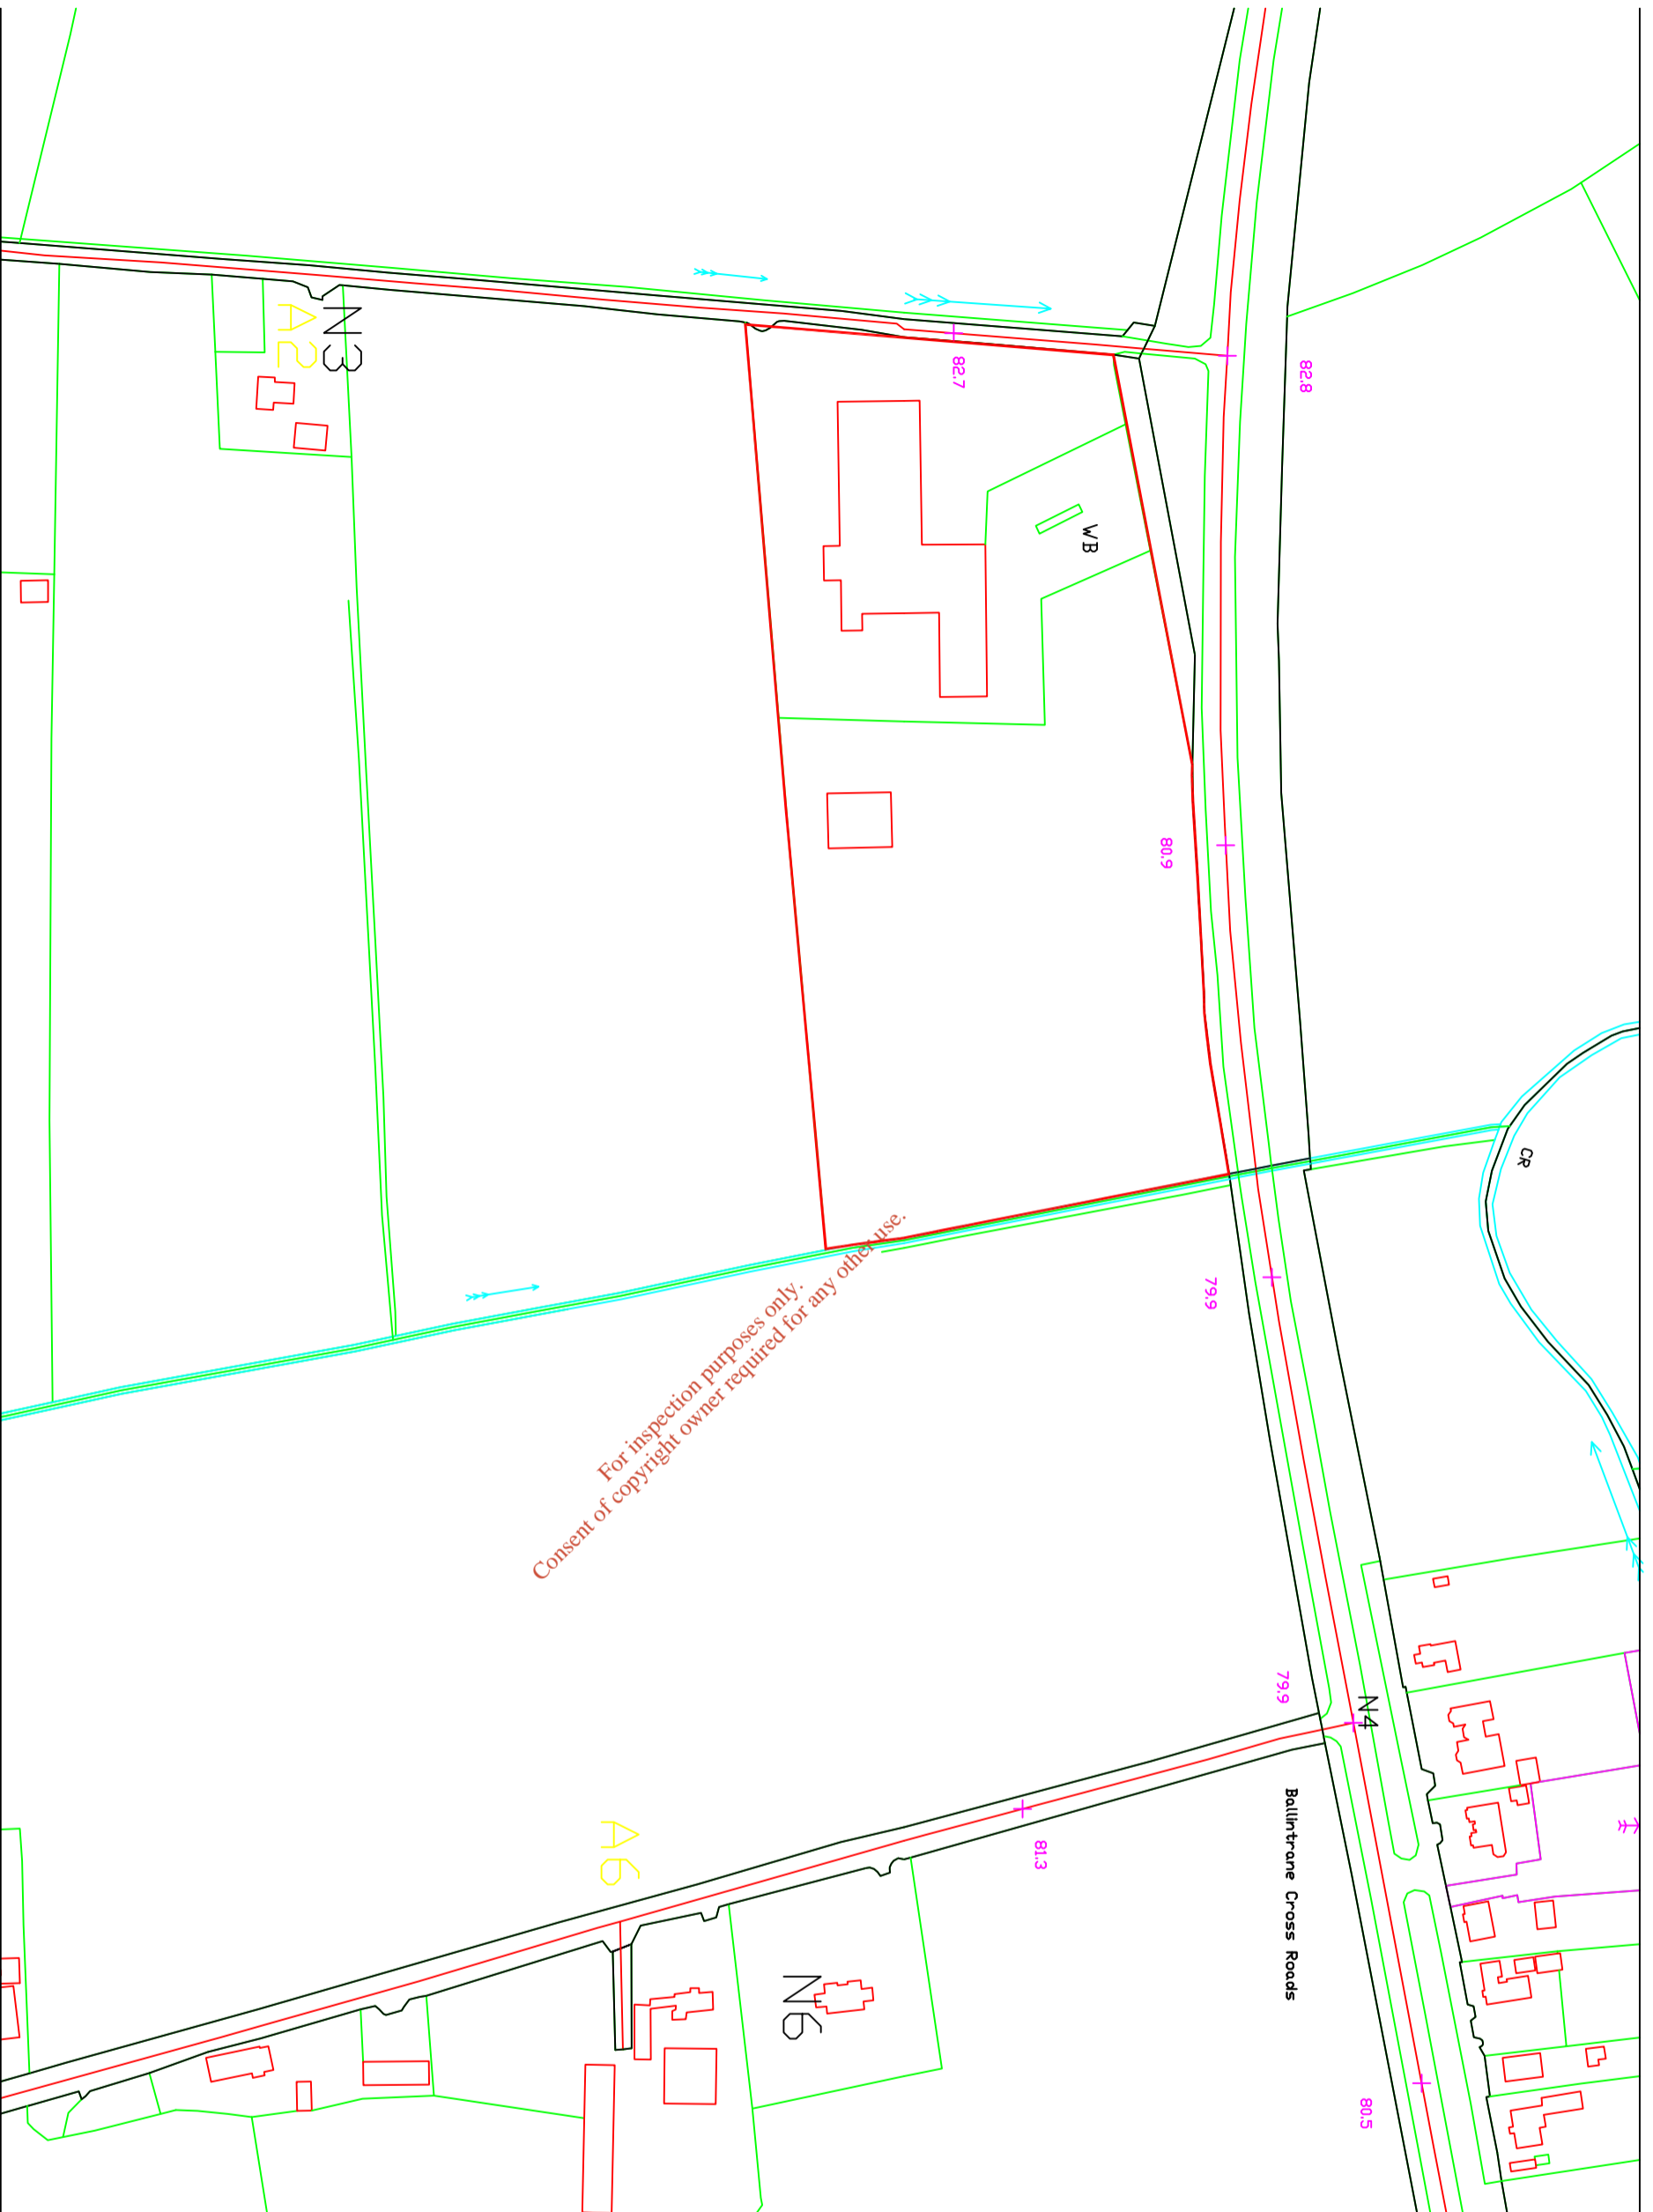 N3
A2
82.7
82.8
WB
80.9
CR
79.9
For inspection purposes only.
Consent of copyright owner required for any other use.
79.9
N4
Ballintrane Cross Roads
81.3
A6
N6
80.5